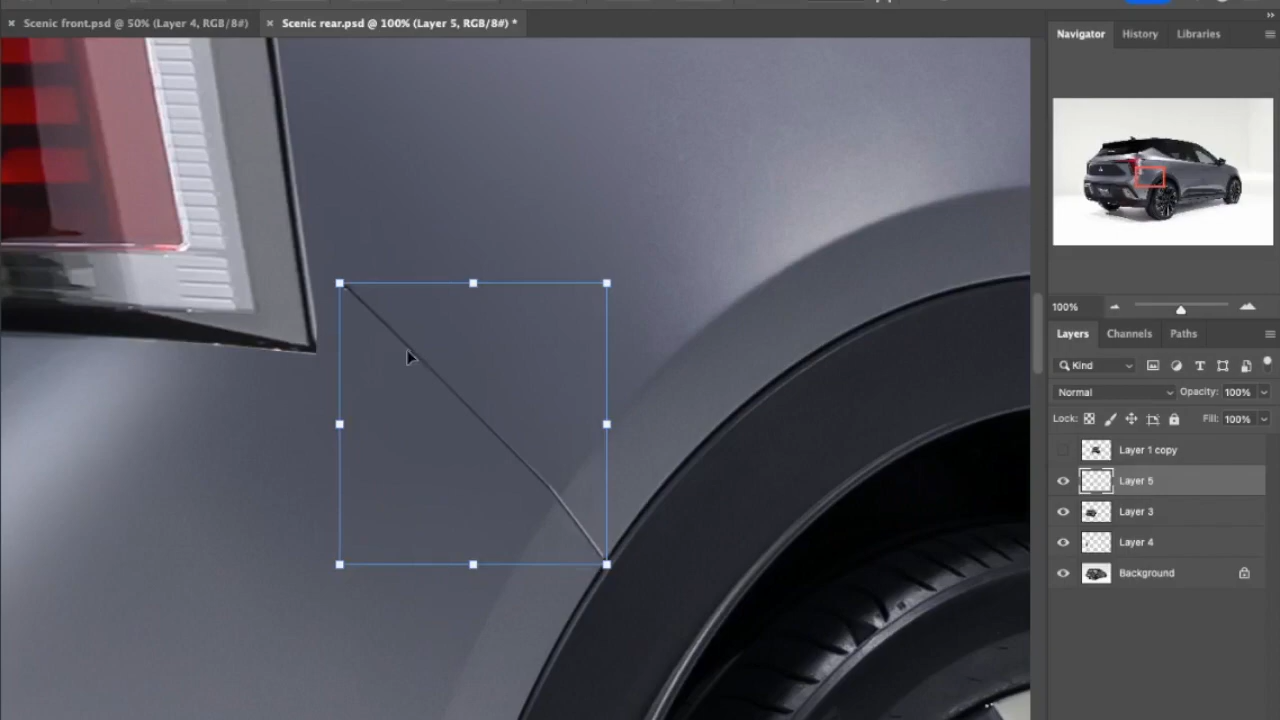 Scenic front.psd @ 50% (Layer 4, RGB/8#)
Scenic rear.psd @ 100% (Layer 5, RGB/8#) *
Navigator
History
Libraries
100%
Layers
Channels
Paths
Kind
Normal
Opacity: 100%
Lock:
Fill: 100%
Layer 1 copy
Layer 5
Layer 3
Layer 4
Background